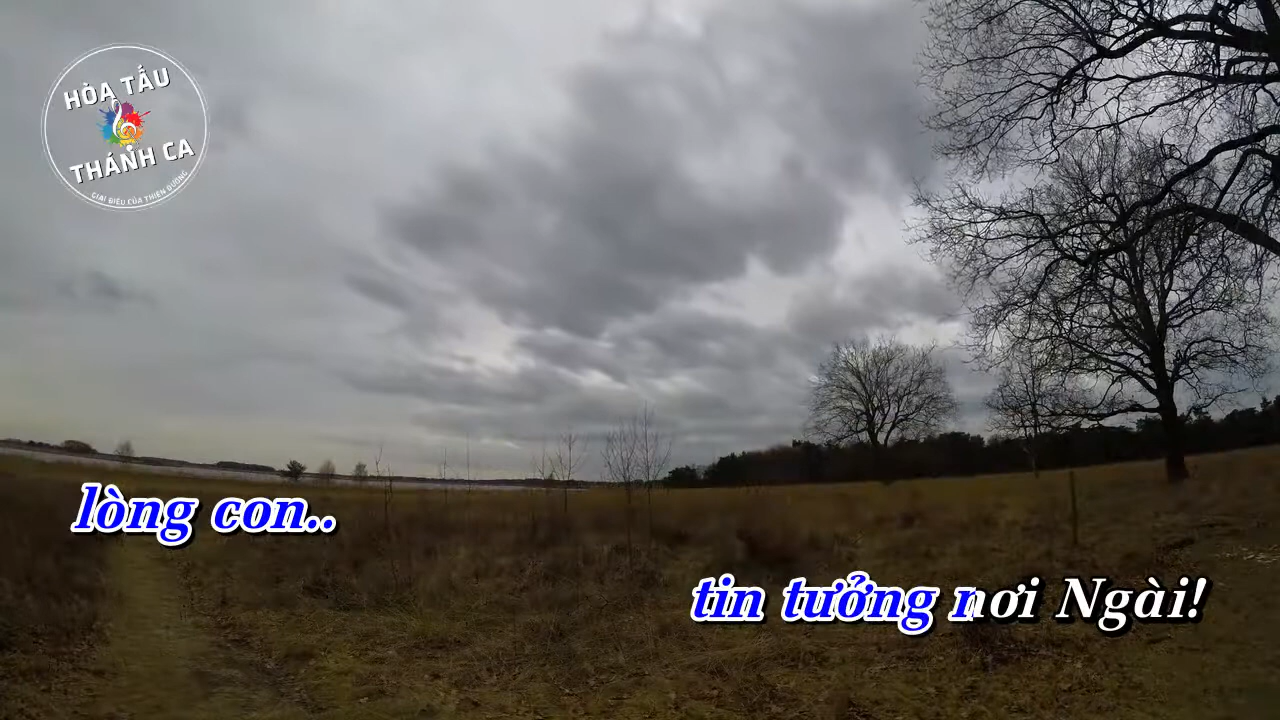 HÒA TẤU
THÁNH CA
GIAI ĐIỆU CỦA THIÊN ĐƯỜNG
lòng con..
tin tưởng nơi Ngài!